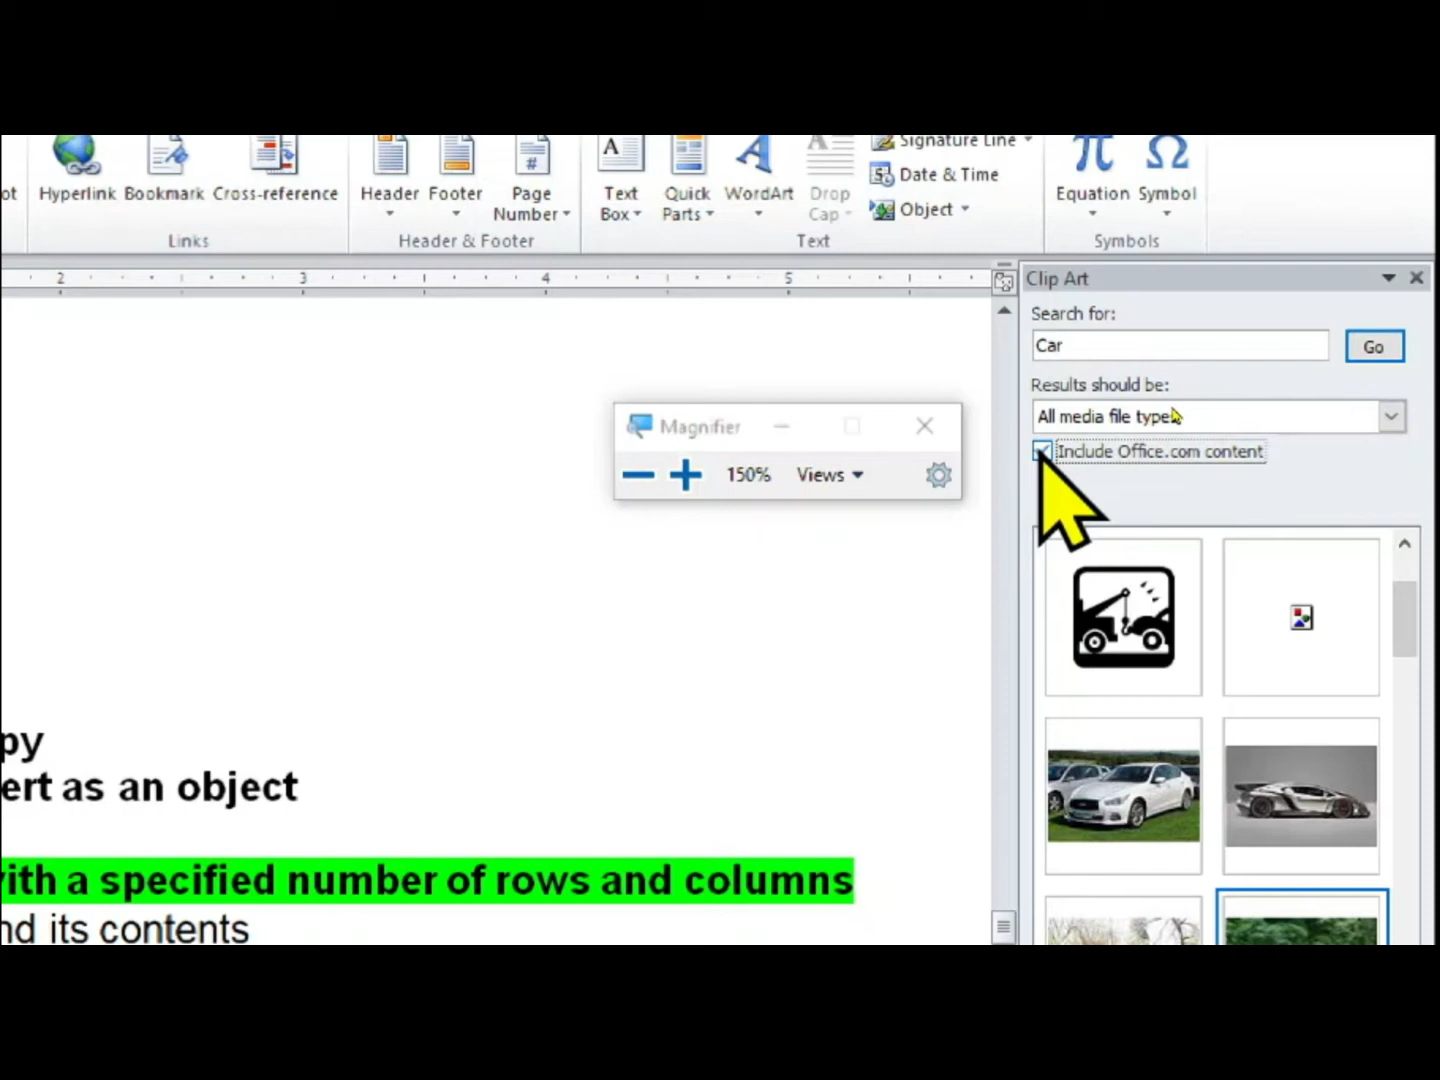 ot
Hyperlink Bookmark Cross-reference
Links
Header Footer Page Number
#
Header & Footer
A
Text Box
Quick Parts
WordArt
Drop Cap
Signature Line
Date & Time
Object
Text
π Equation
Ω Symbol
Symbols
2 3 4 5
Clip Art
Search for:
Car
Go
Results should be:
All media file types
Include Office.com content
Magnifier
150% Views
py
ert as an object
with a specified number of rows and columns
nd its contents